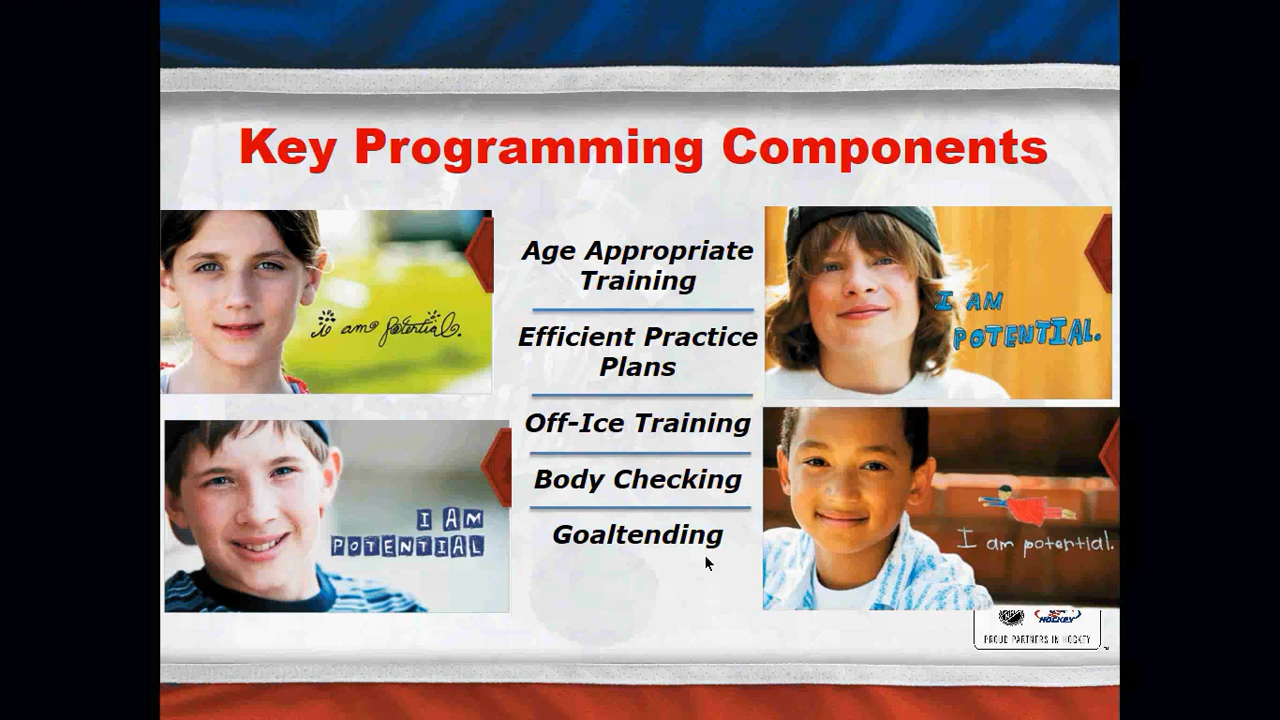 Key Programming Components
Age Appropriate
Training
Efficient Practice
Plans
Off-Ice Training
Body Checking
Goaltending
i am potential.
I AM
POTENTIAL.
I AM
POTENTIAL
I am potential.
HOCKEY
PROUD PARTNERS IN HOCKEY